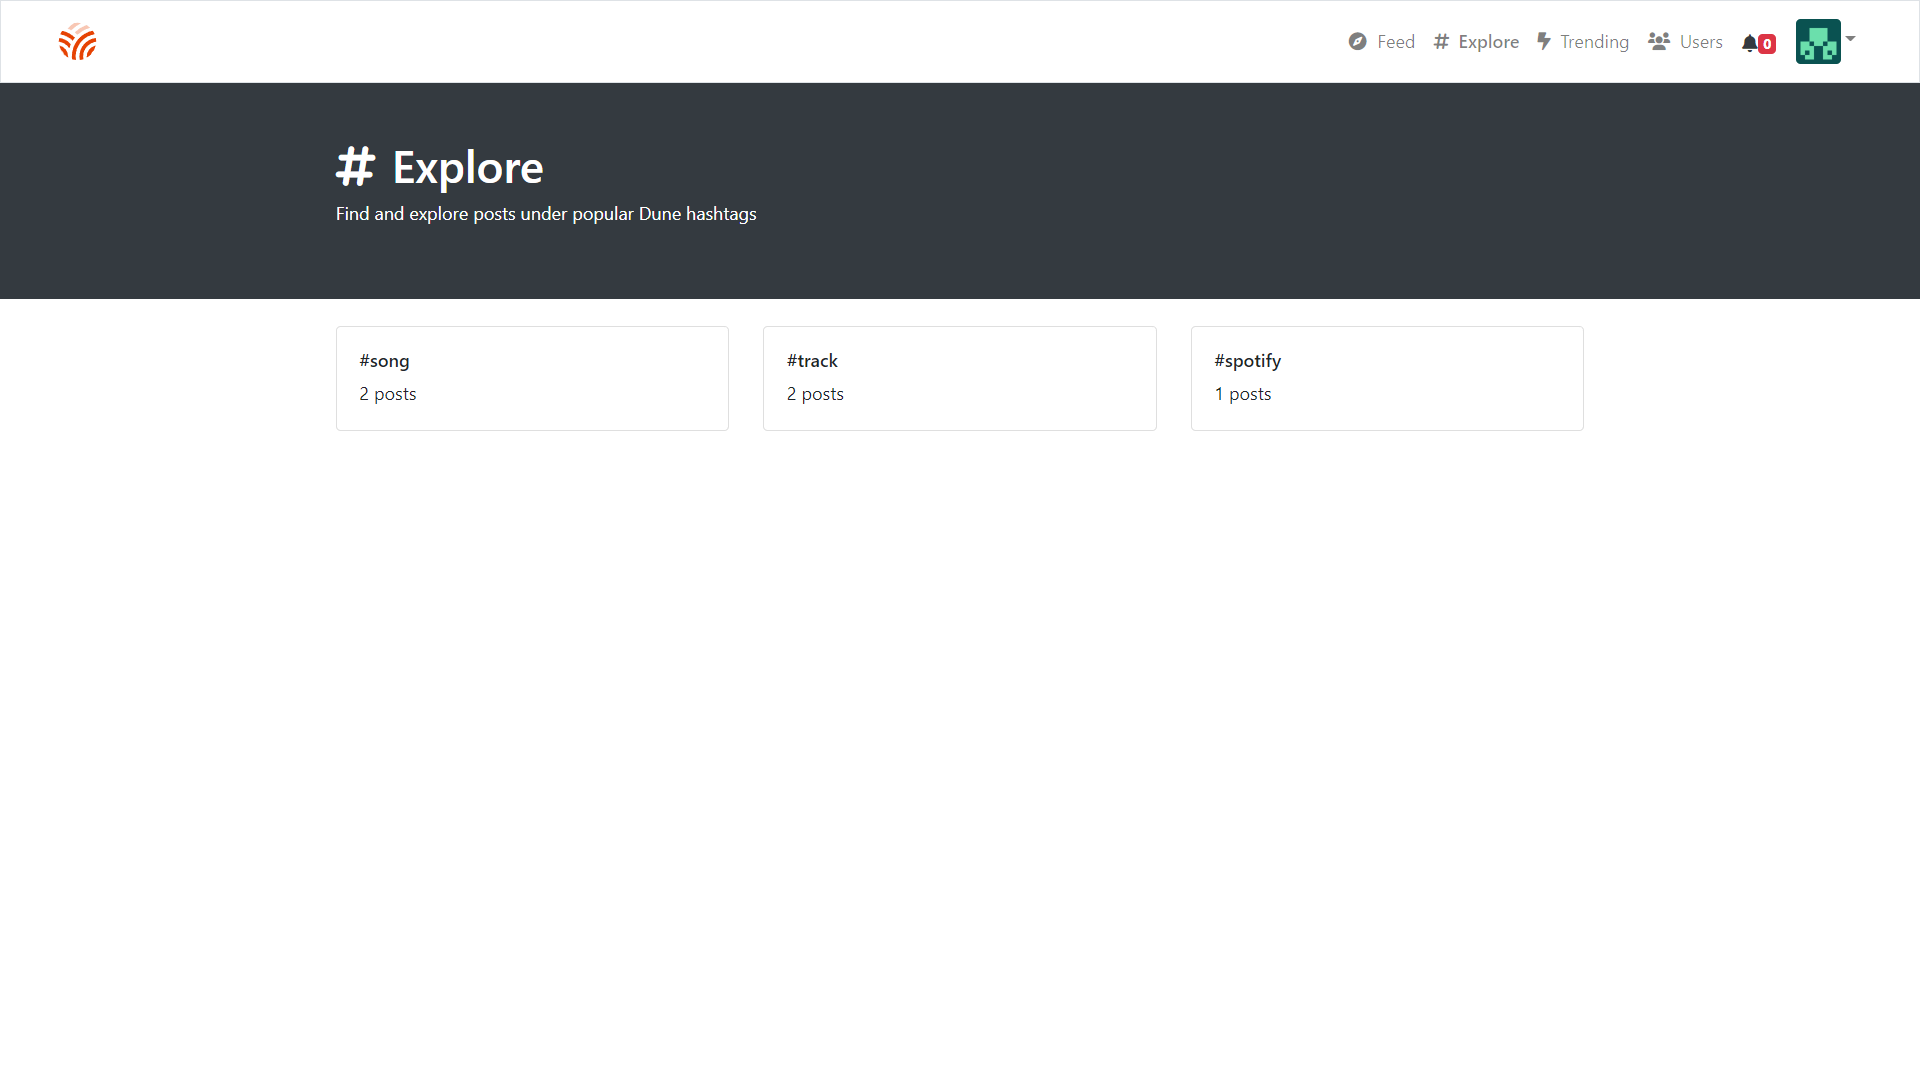 Feed
# Explore
Trending
Users
0
# Explore
Find and explore posts under popular Dune hashtags
#song
2 posts
#track
2 posts
#spotify
1 posts